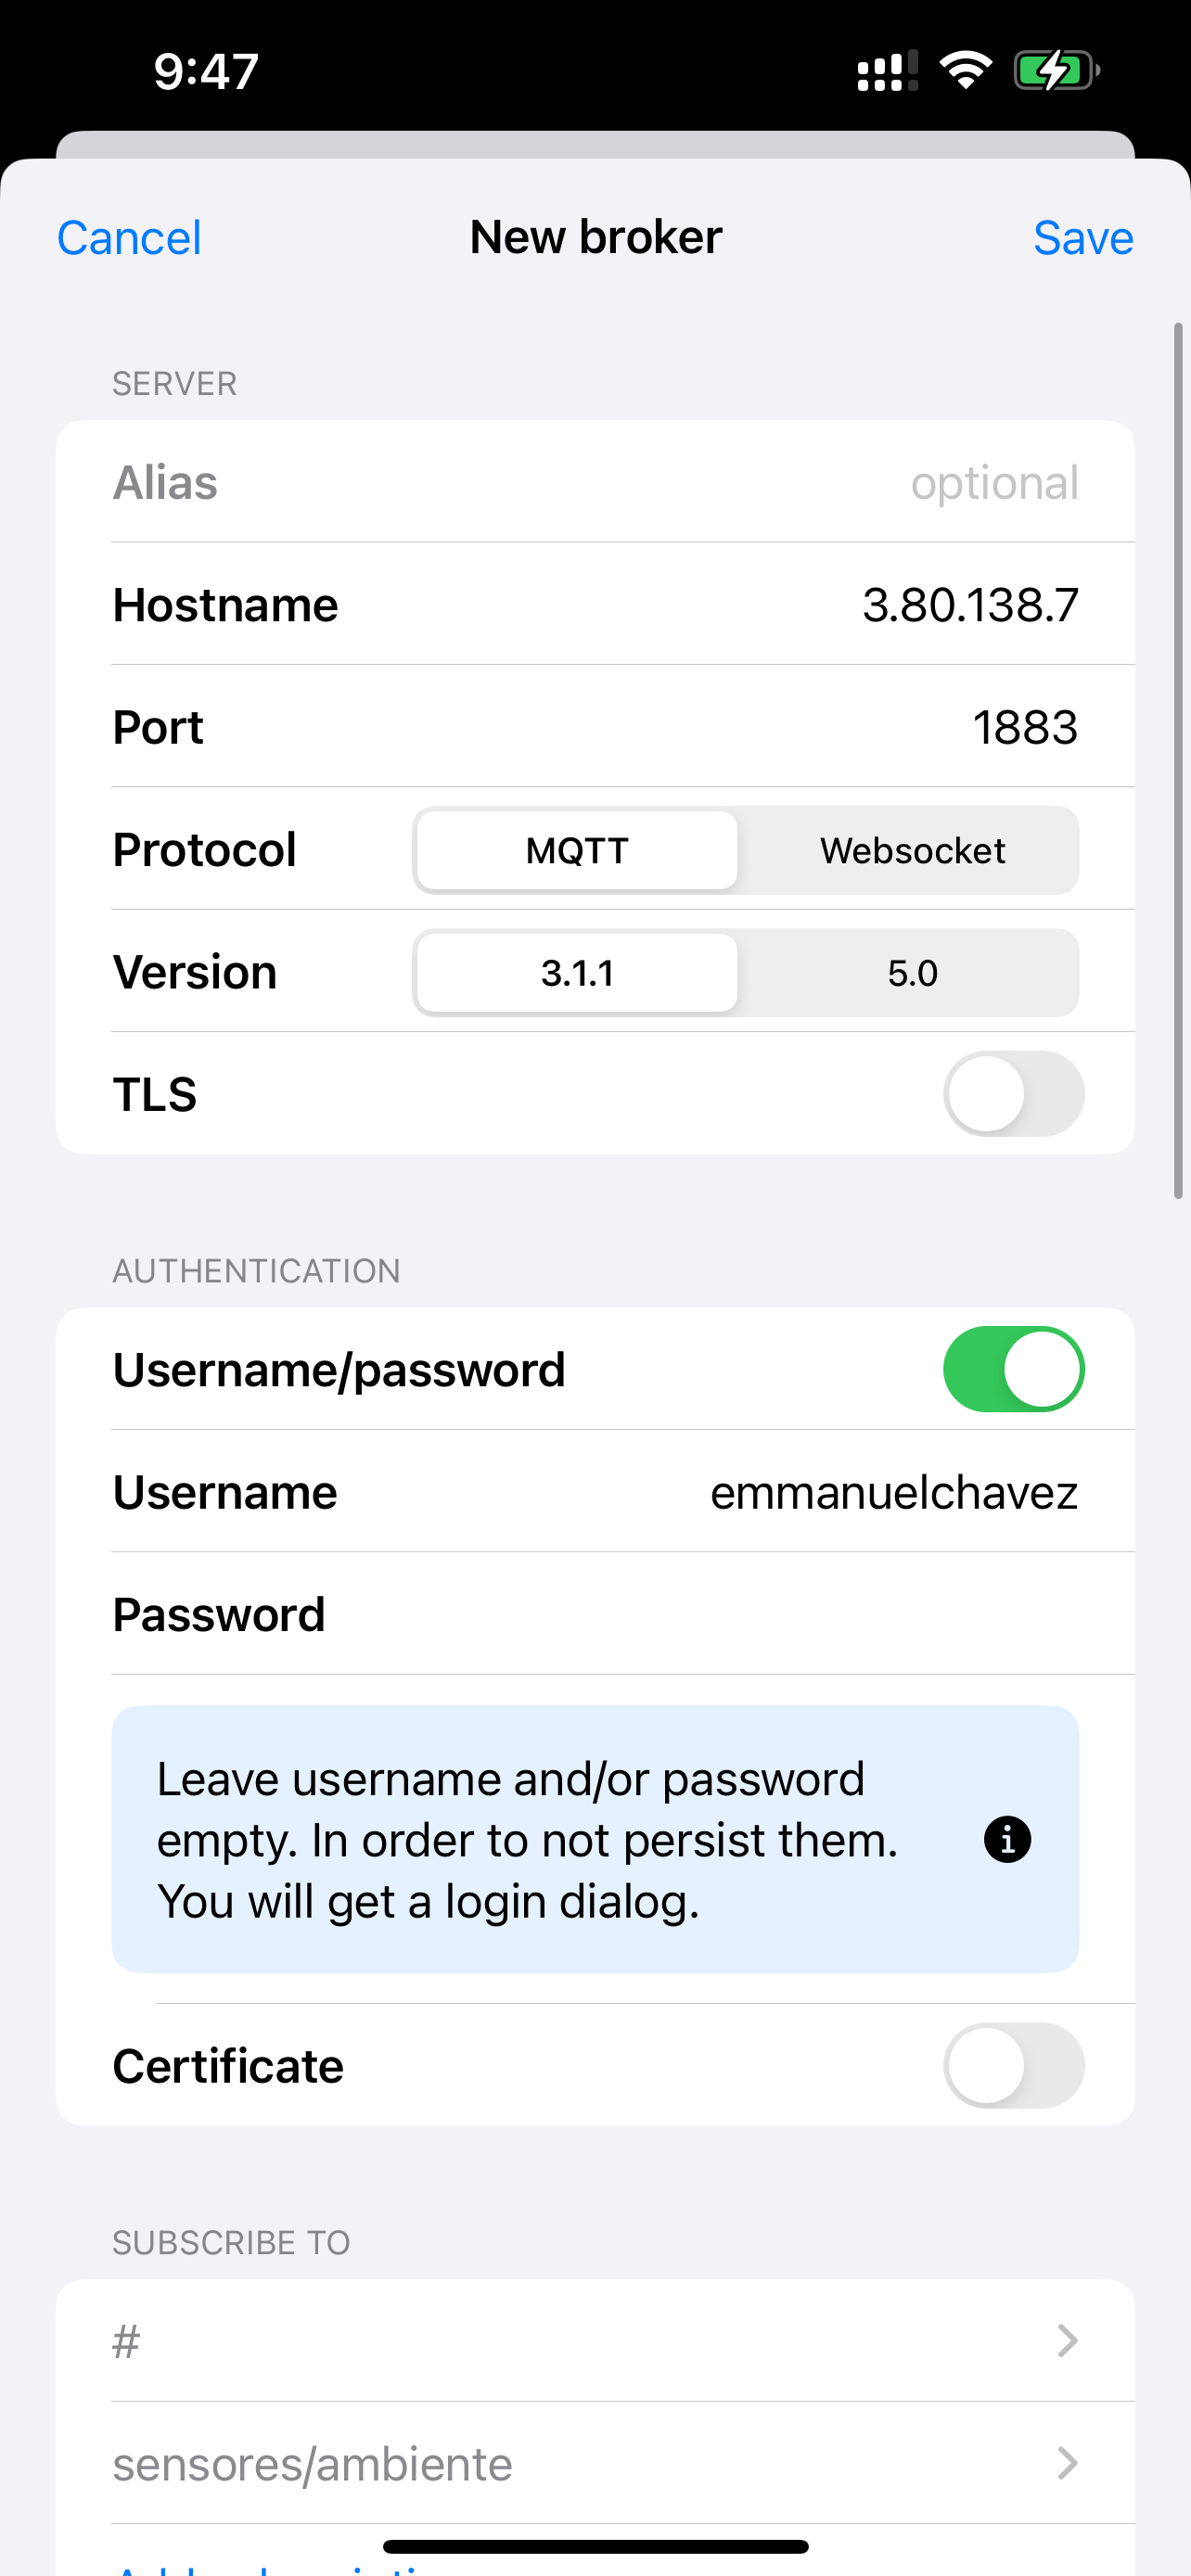 9:47
Cancel New broker Save
SERVER
Alias optional
Hostname 3.80.138.7
Port 1883
Protocol MQTT Websocket
Version 3.1.1 5.0
TLS
AUTHENTICATION
Username/password
Username emmanuelchavez
Password
Leave username and/or password
empty. In order to not persist them.
You will get a login dialog.
Certificate
SUBSCRIBE TO
#
sensores/ambiente